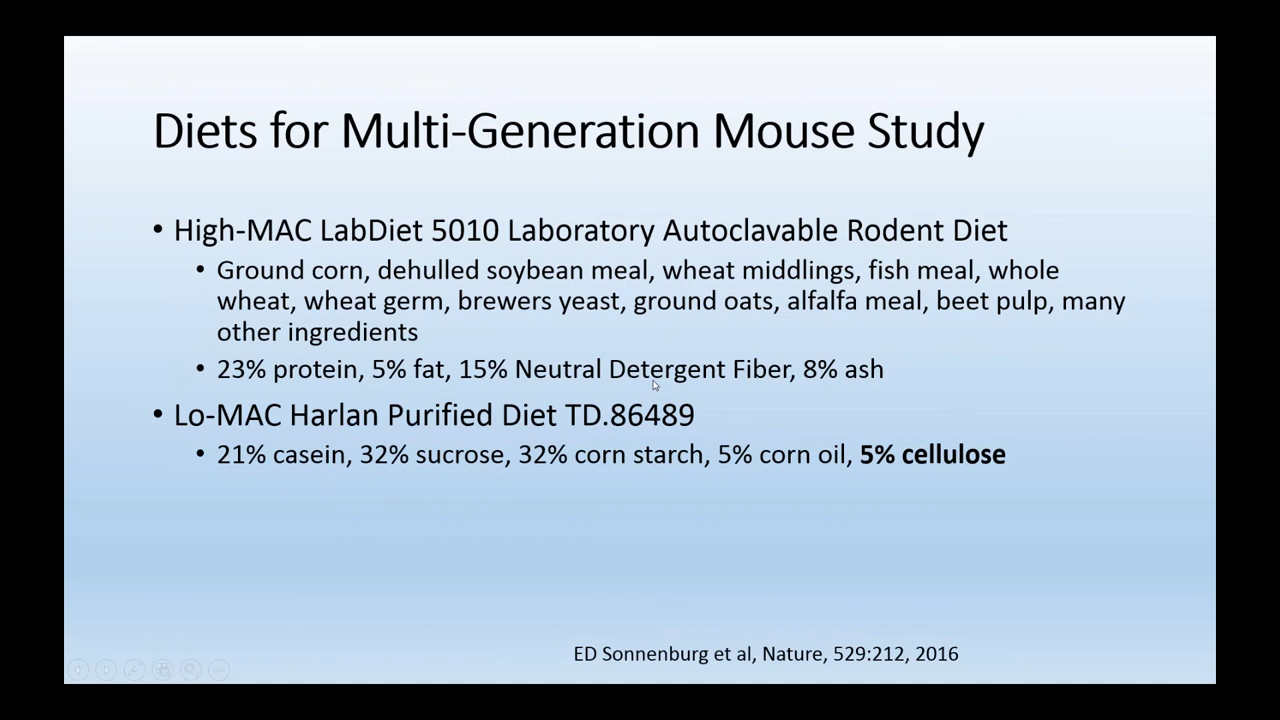 Diets for Multi-Generation Mouse Study
• High-MAC LabDiet 5010 Laboratory Autoclavable Rodent Diet
• Ground corn, dehulled soybean meal, wheat middlings, fish meal, whole
wheat, wheat germ, brewers yeast, ground oats, alfalfa meal, beet pulp, many
other ingredients
• 23% protein, 5% fat, 15% Neutral Detergent Fiber, 8% ash
• Lo-MAC Harlan Purified Diet TD.86489
• 21% casein, 32% sucrose, 32% corn starch, 5% corn oil, 5% cellulose
ED Sonnenburg et al, Nature, 529:212, 2016